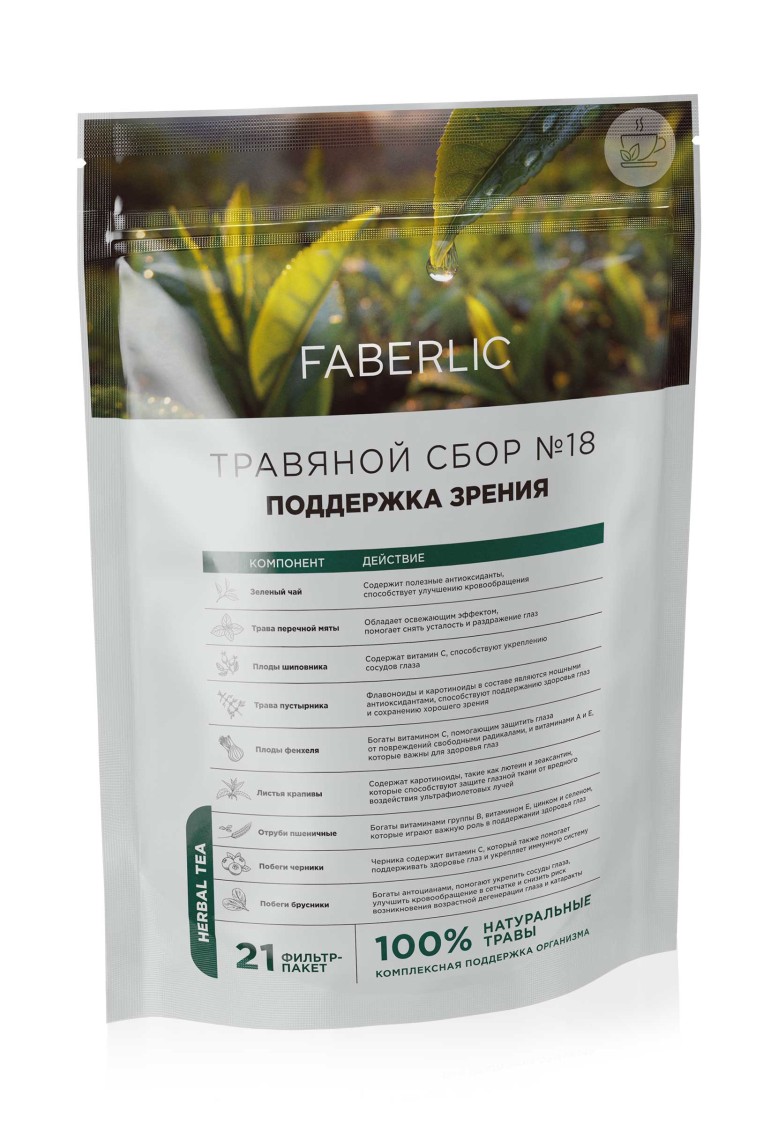 FABERLIC
ТРАВЯНОЙ СБОР №18
ПОДДЕРЖКА ЗРЕНИЯ
КОМПОНЕНТ ДЕЙСТВИЕ
Зеленый чай
Содержит полезные антиоксиданты,
способствует улучшению кровообращения
Трава перечной мяты
Обладает освежающим эффектом,
помогает снять усталость и раздражение глаз
Плоды шиповника
Содержат витамин С, способствуют укреплению
сосудов глаза
Трава пустырника
Флавоноиды и каротиноиды в составе являются мощными
антиоксидантами, способствуют поддержанию здоровья глаз
и сохранению хорошего зрения
Плоды фенхеля
Богаты витамином С, помогающим защитить глаза
от повреждений свободными радикалами, и витаминами А и Е,
которые важны для здоровья глаз
Листья крапивы
Содержат каротиноиды, такие как лютеин и зеаксантин,
которые способствуют защите глазной ткани от вредного
воздействия ультрафиолетовых лучей
Отруби пшеничные
Богаты витаминами группы В, витамином Е, цинком и селеном,
которые играют важную роль в поддержании здоровья глаз
Побеги черники
Черника содержит витамин С, который также помогает
поддерживать здоровье глаз и укрепляет иммунную систему
Побеги брусники
Богаты антоцианами, помогают укрепить сосуды глаза,
улучшить кровообращение в сетчатке и снизить риск
возникновения возрастной дегенерации глаза и катаракты
HERBAL TEA
21 ФИЛЬТР-
ПАКЕТ
100% НАТУРАЛЬНЫЕ
ТРАВЫ
КОМПЛЕКСНАЯ ПОДДЕРЖКА ОРГАНИЗМА